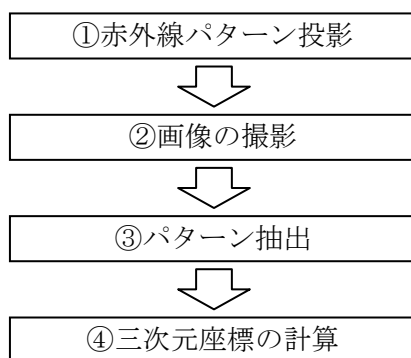 ①赤外線パターン投影
②画像の撮影
③パターン抽出
④三次元座標の計算